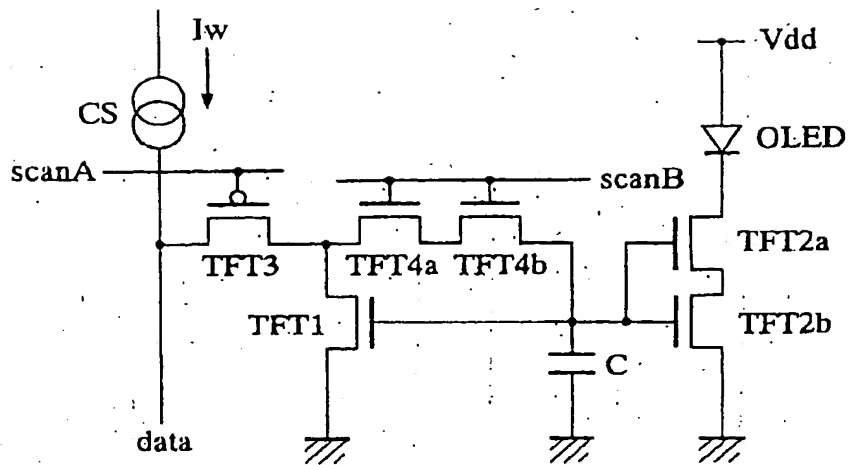 Iw
Vdd
CS
OLED
scanA
scanB
TFT3
TFT4a
TFT4b
TFT2a
TFT1
TFT2b
C
data